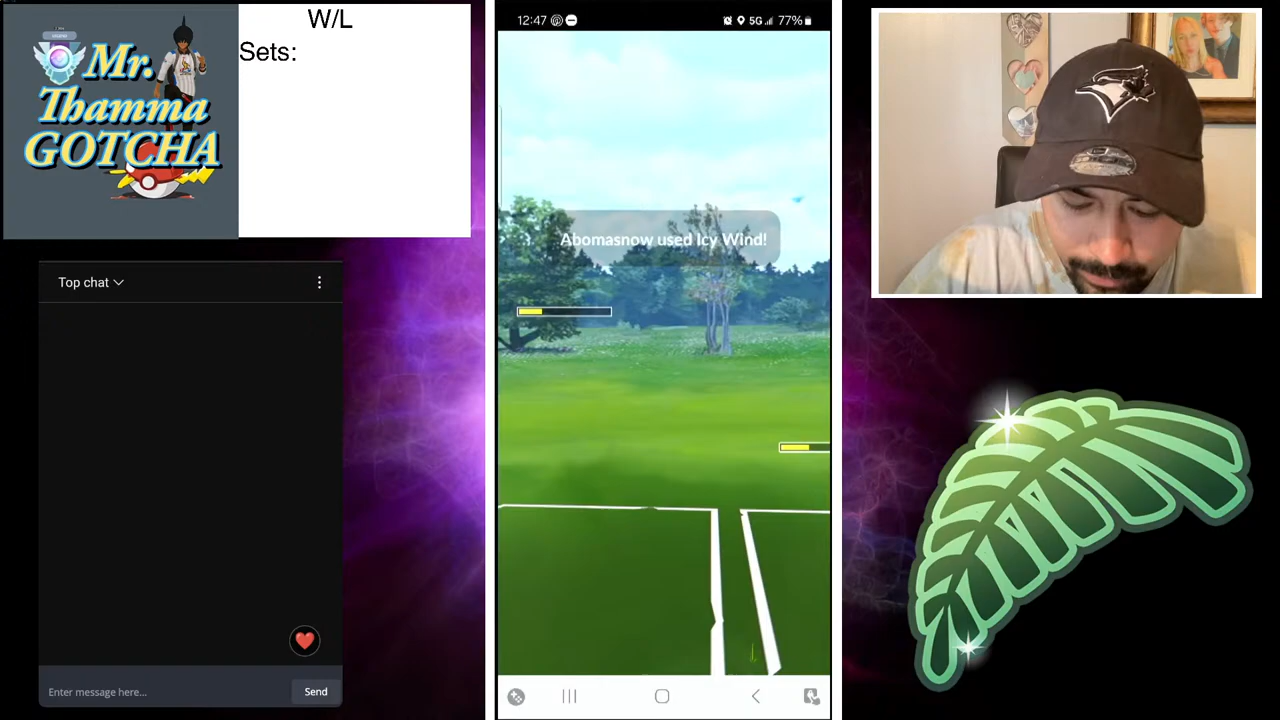 W/L
Sets:
Mr.
Thamma
GOTCHA
Top chat
Enter message here...
Send
12:47
5G
77%
Abomasnow used Icy Wind!